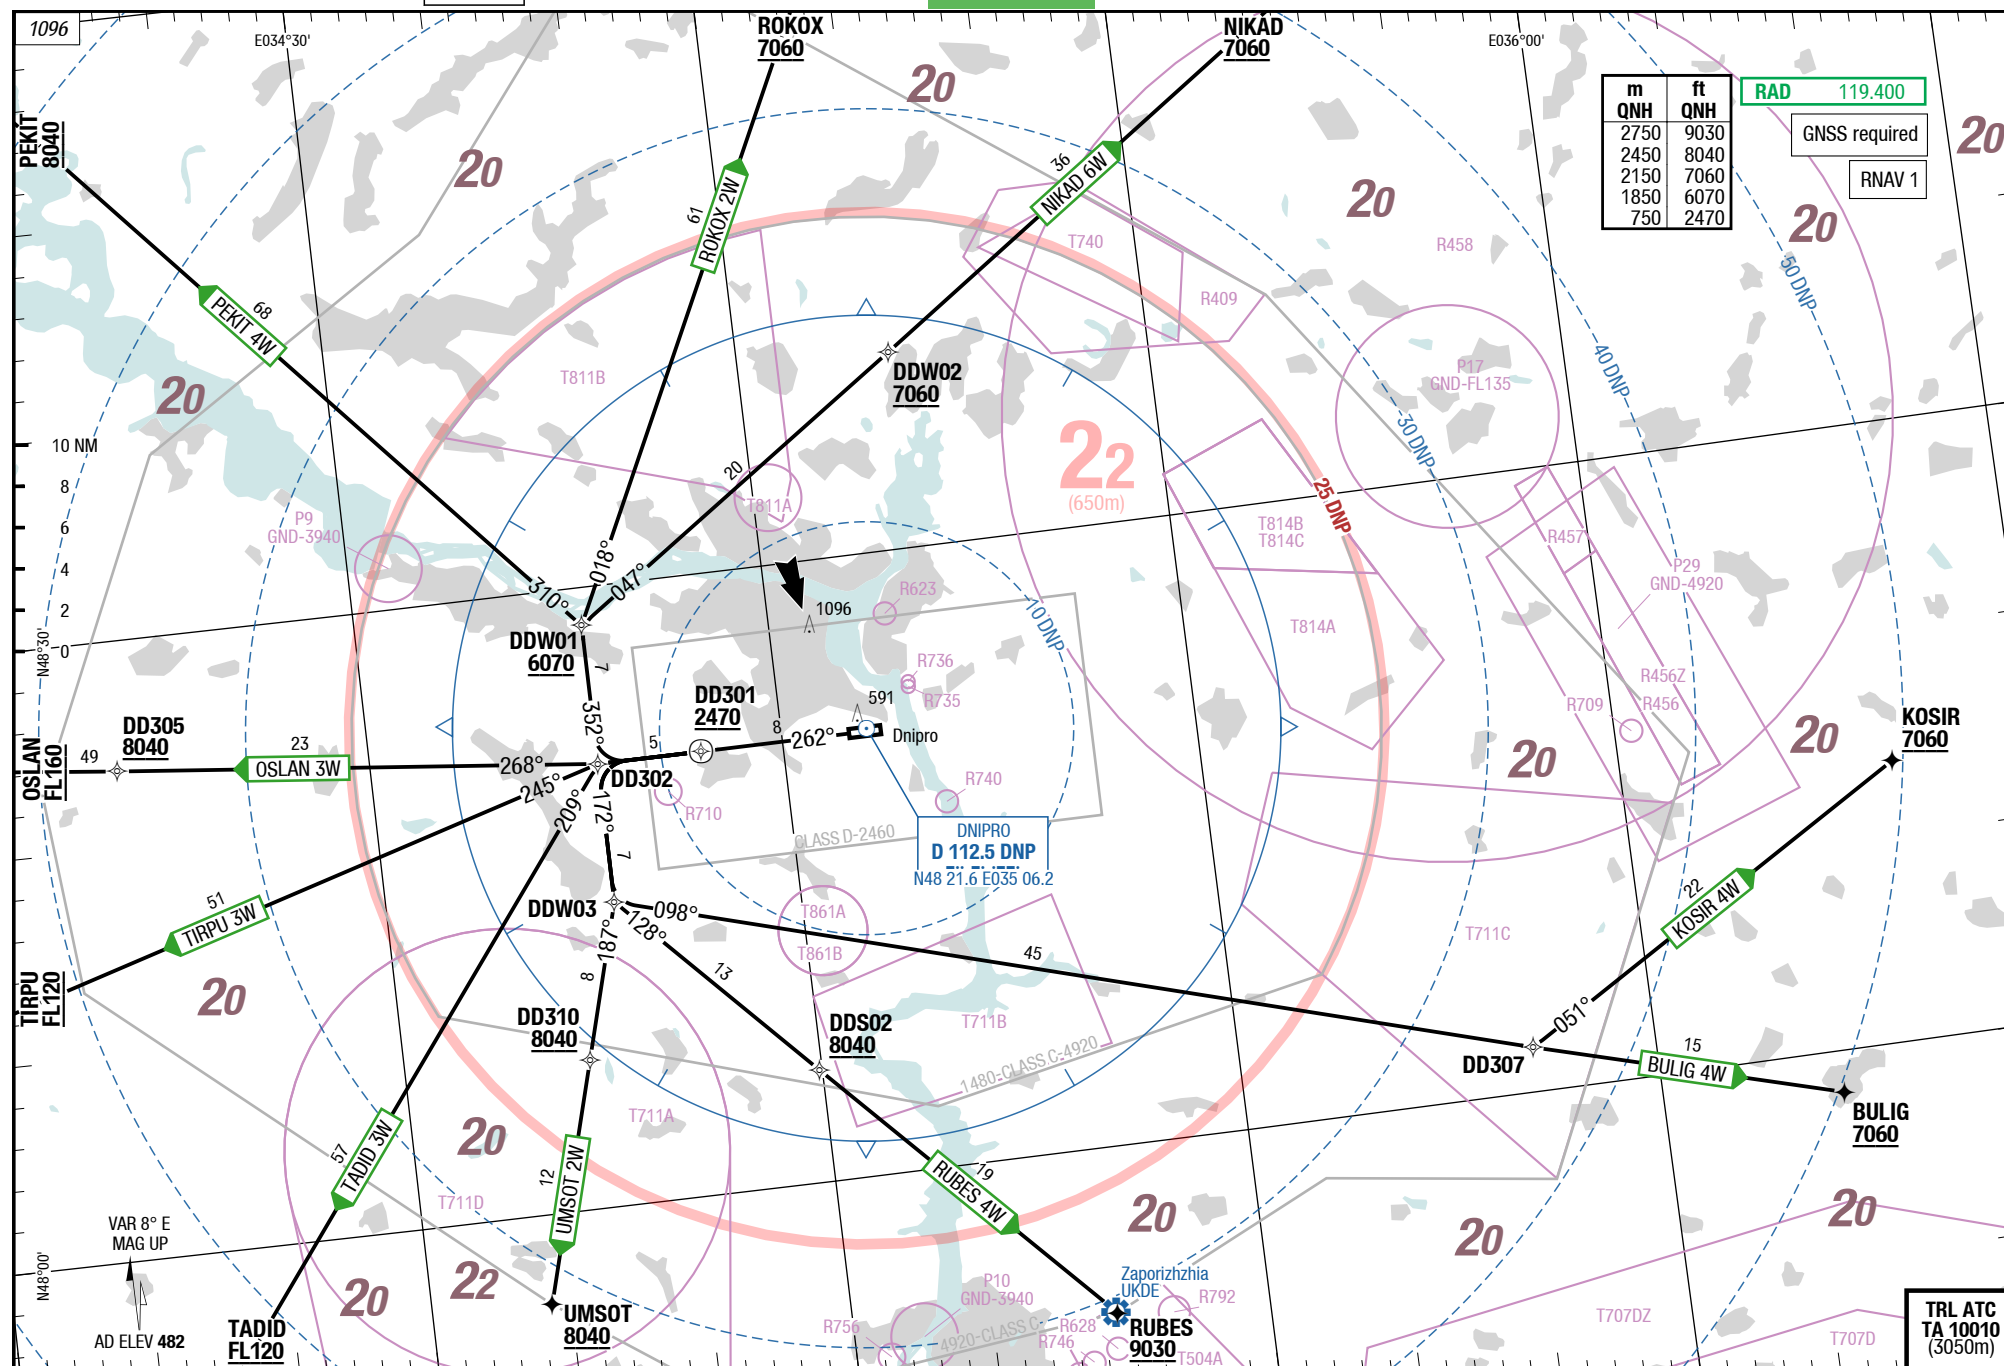 1096
E034°30'
ROKOX
7060
NIKAD
7060
E036°00'
20
20
20
20
20
20
m
QNH
ft
QNH
2750 9030
2450 8040
2150 7060
1850 6070
750 2470
RAD 119.400
GNSS required
RNAV 1
PEKIT
8040
68
PEKIT 4W
61
ROKOX 2W
36
NIKAD 6W
T740
R409
R458
50 DNP
40 DNP
30 DNP
25 DNP
10 DNP
P17
GND-FL135
T811B
DDW02
7060
22
(650m)
20
T811A
10 NM
8
6
4
2
0
N48°30'
P9
GND-3940
T814B
T814C
T814A
R457
P29
GND-4920
R456Z
R456
R709
310°
018°
047°
1096
R623
R736
R735
DDW01
6070
7
352°
DD301
2470
591
8
262°
Dnipro
5
DD302
R710
R740
DD305
8040
OSLAN
FL160
49
23
OSLAN 3W
268°
245°
209°
172°
7
CLASS D-2460
DNIPRO
D 112.5 DNP
N48 21.6 E035 06.2
20
20
KOSIR
7060
22
KOSIR 4W
051°
51
TIRPU 3W
TIRPU
FL120
20
DDW03
098°
128°
187°
8
13
45
T861A
T861B
T711C
T711B
DD310
8040
DDS02
8040
1480-CLASS C-4920
DD307
15
BULIG 4W
BULIG
7060
T711A
20
57
TADID 3W
12
UMSOT 2W
19
RUBES 4W
T711D
20
20
20
VAR 8° E
MAG UP
N48°00'
AD ELEV 482
20
22
TADID
FL120
UMSOT
8040
P10
GND-3940
R756
4920-CLASS C
Zaporizhzhia
UKDE
R792
R628
R746
RUBES
9030
T504A
T707DZ
T707D
TRL ATC
TA 10010
(3050m)